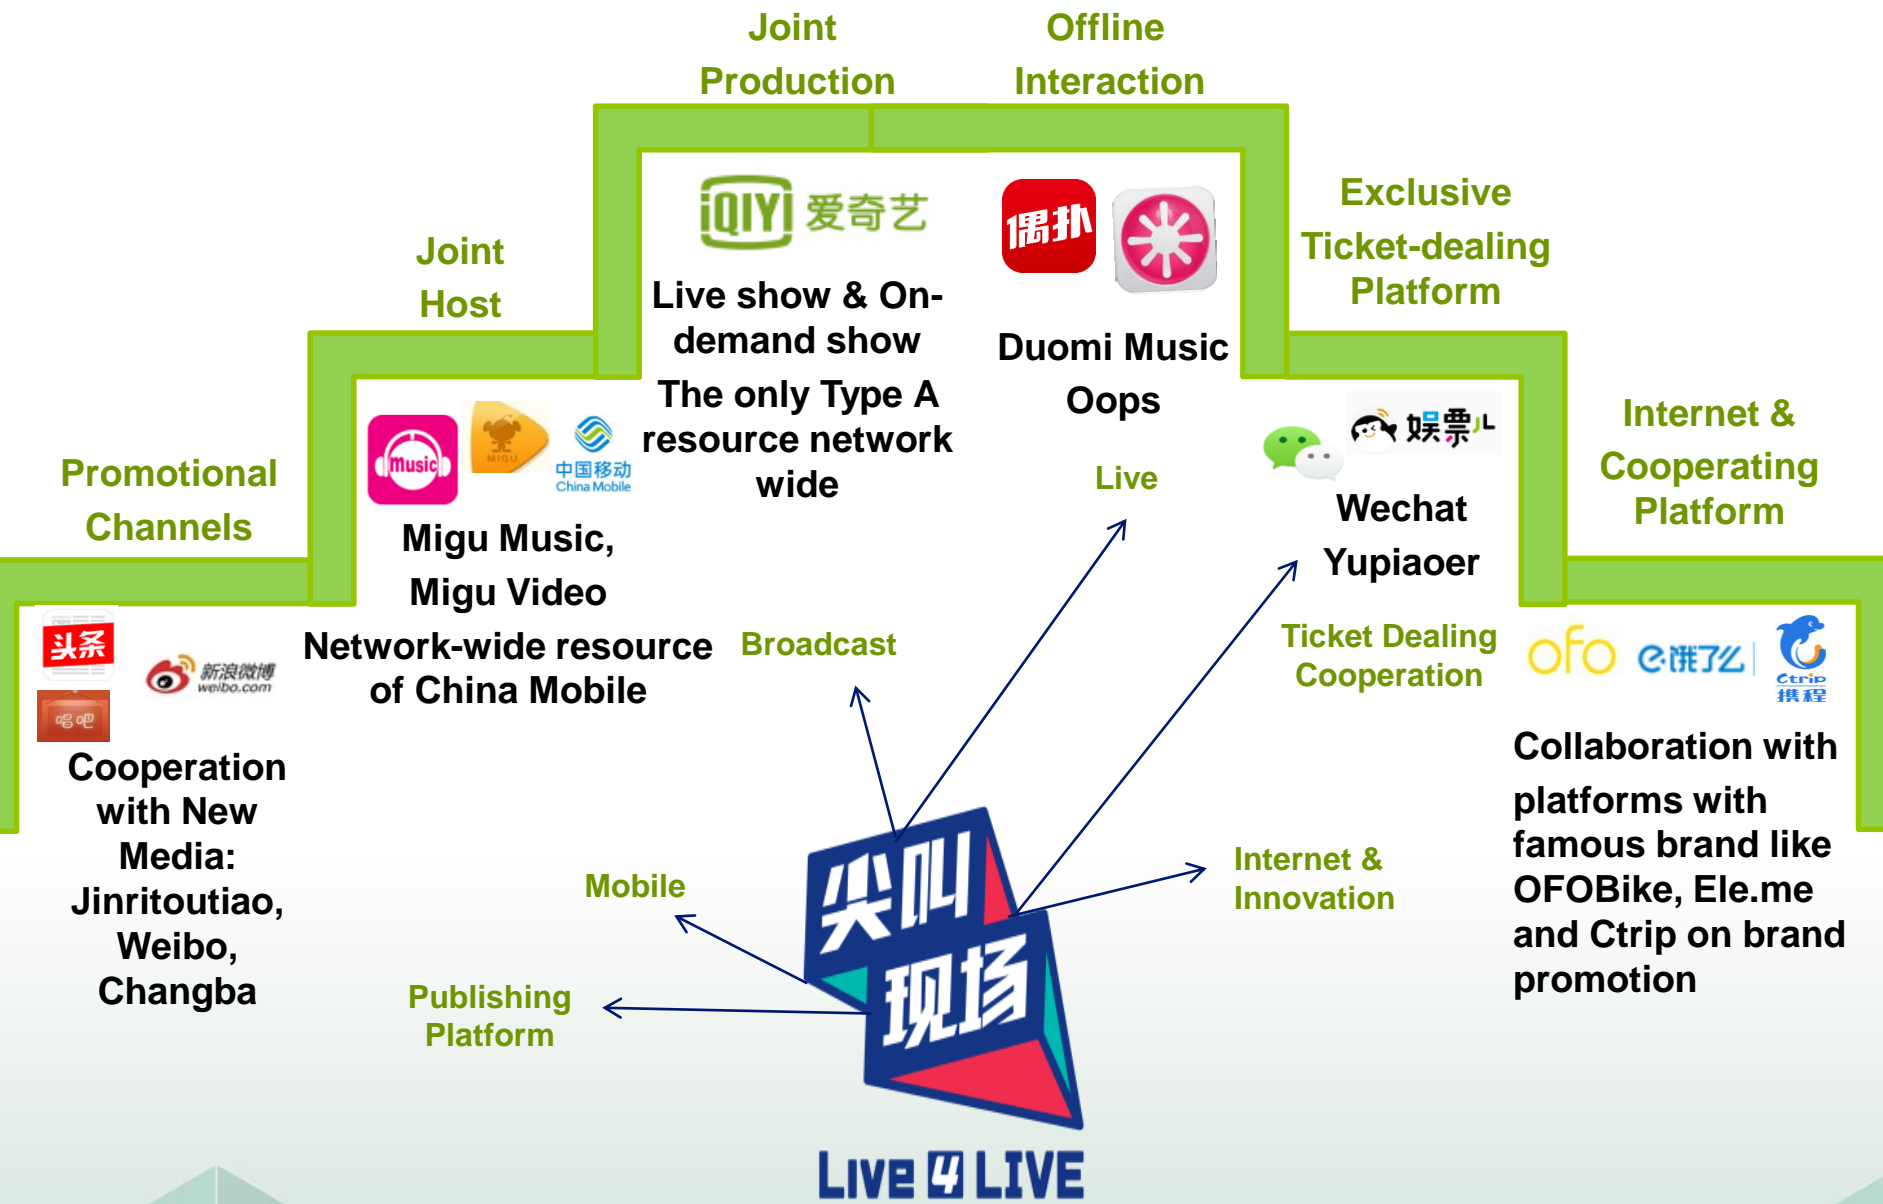 Joint
Production
Offline
Interaction
Exclusive
Ticket-dealing
Platform
Joint
Host
Internet &
Cooperating
Platform
Promotional
Channels
iQIYI 爱奇艺
Live show & On-
demand show
The only Type A
resource network
wide
偶扑
Duomi Music
Oops
Live
娱票儿
Wechat
Yupiaoer
Ticket Dealing
Cooperation
music
MIGU
中国移动
China Mobile
Migu Music,
Migu Video
Network-wide resource
of China Mobile
Broadcast
头条
新浪微博
weibo.com
唱吧
Cooperation
with New
Media:
Jinritoutiao,
Weibo,
Changba
ofo
e 饿了么
Ctrip
携程
Collaboration with
platforms with
famous brand like
OFOBike, Ele.me
and Ctrip on brand
promotion
Mobile
Publishing
Platform
Internet &
Innovation
尖叫
现场
LIVE 4 LIVE